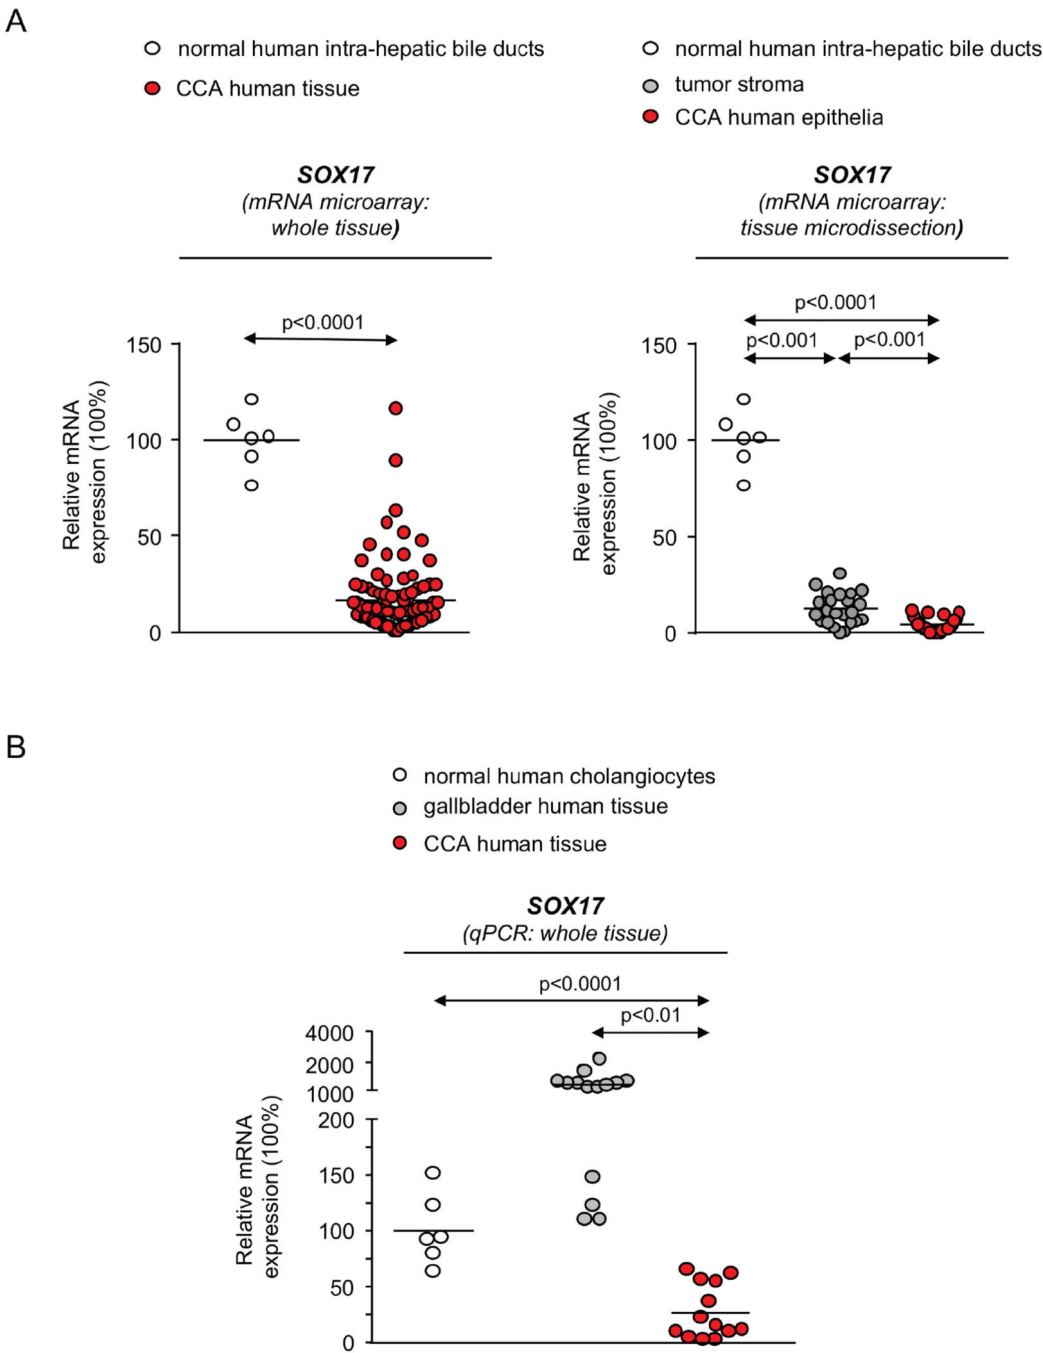 A
normal human intra-hepatic bile ducts
CCA human tissue
normal human intra-hepatic bile ducts
tumor stroma
CCA human epithelia
SOX17
(mRNA microarray:
whole tissue)
SOX17
(mRNA microarray:
tissue microdissection)
p<0.0001
150
100
50
0
Relative mRNA
expression (100%)
p<0.0001
p<0.001
p<0.001
150
100
50
0
Relative mRNA
expression (100%)
B
normal human cholangiocytes
gallbladder human tissue
CCA human tissue
SOX17
(qPCR: whole tissue)
p<0.0001
p<0.01
4000
2000
1000
200
150
100
50
0
Relative mRNA
expression (100%)